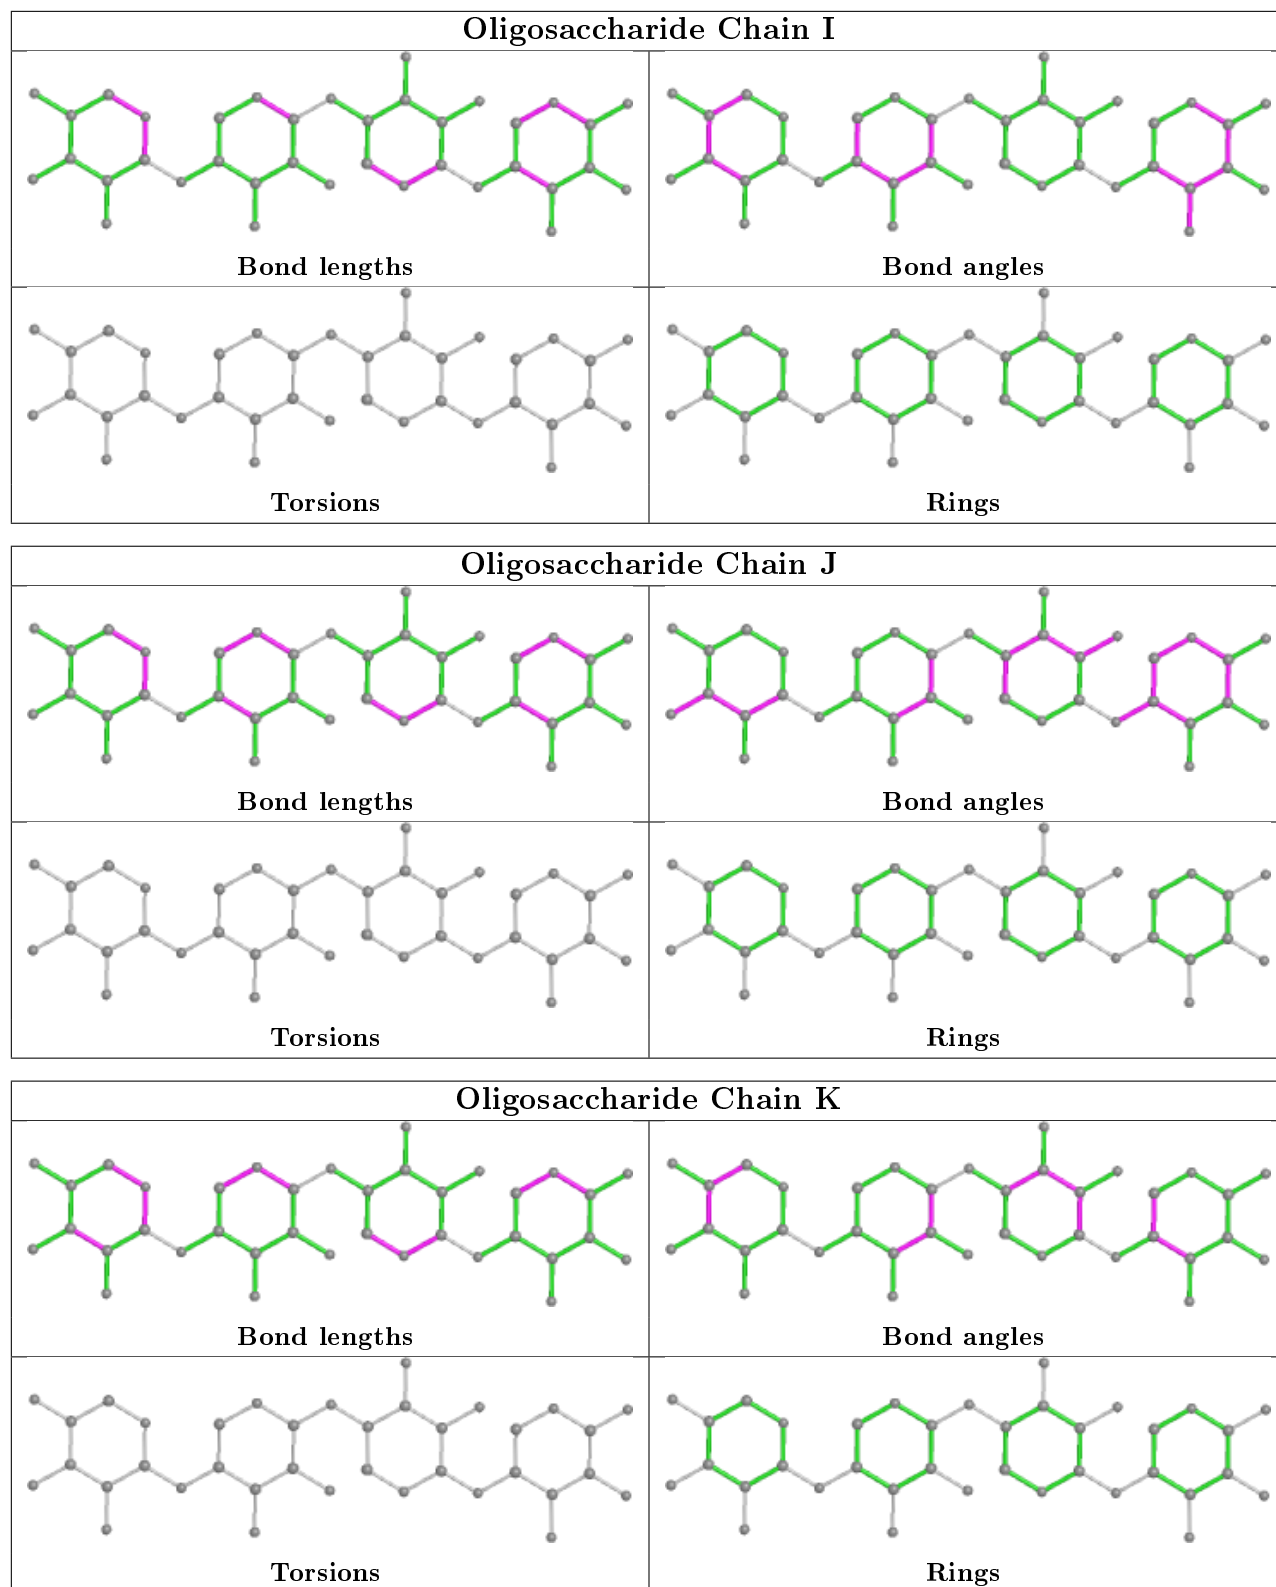 Oligosaccharide Chain I
Bond lengths
Bond angles
Torsions
Rings
Oligosaccharide Chain J
Bond lengths
Bond angles
Torsions
Rings
Oligosaccharide Chain K
Bond lengths
Bond angles
Torsions
Rings